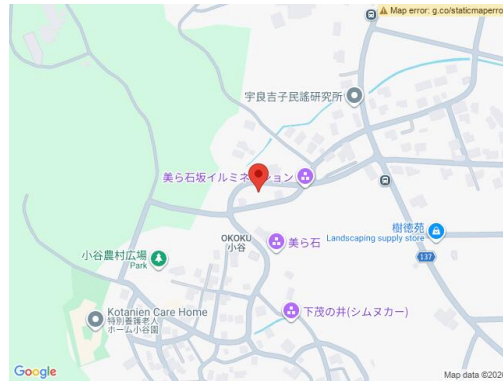 ⚠ Map error: g.co/staticmaperro
宇良吉子民謡研究所
美ら石坂イルミネーション
樹徳苑
Landscaping supply store
OKOKU
小谷
美ら石
小谷農村広場
Park
137
Kotanien Care Home
特別養護老人
ホーム小谷園
下茂の井(シムヌカー)
Google
Map data ©2026